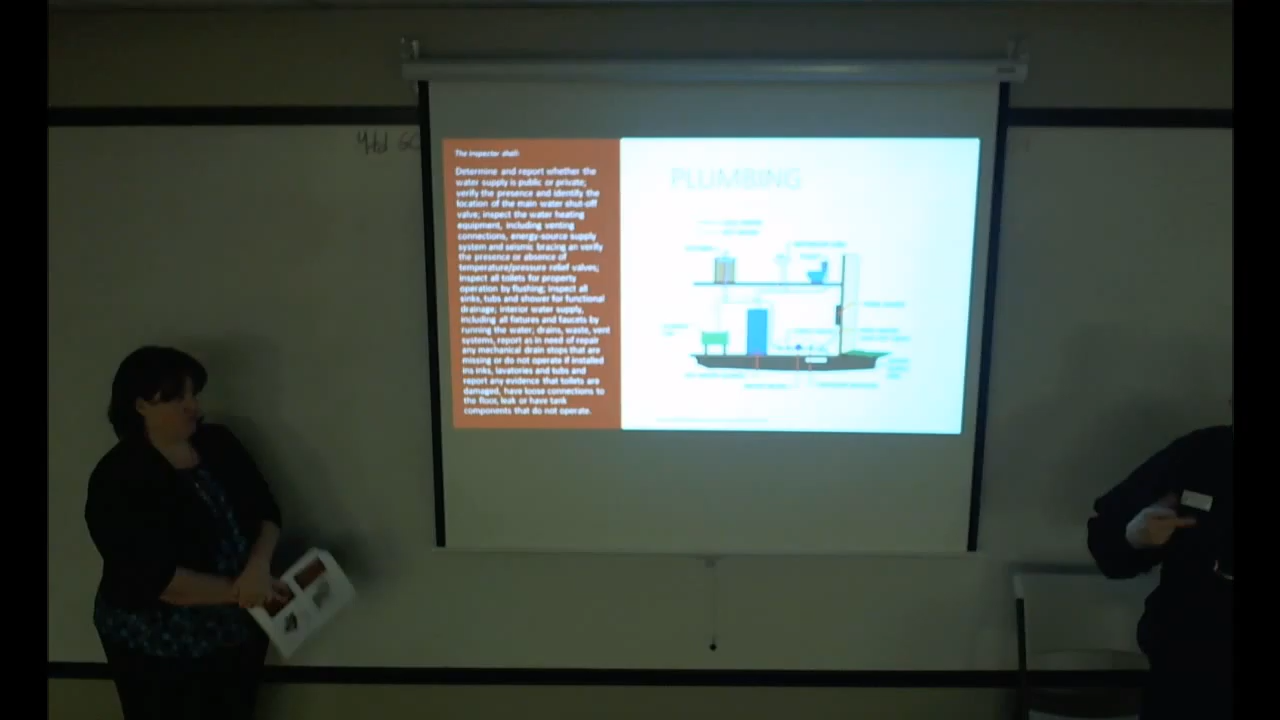 The inspector shall:
Determine and report whether the
water supply is public or private;
verify the presence and identify the
location of the main water shut-off
valve; inspect the water heating
equipment, including venting
connections, energy-source supply
system and seismic bracing an verify
the presence or absence of
temperature/pressure relief valves;
inspect all toilets for property
operation by flushing; inspect all
sinks, tubs and shower for functional
drainage; interior water supply,
including all fixtures and faucets by
running the water; drains, waste, vent
systems, report as in need of repair
any mechanical drain stops that are
missing or do not operate if installed
ins inks, lavatories and tubs and
report any evidence that toilets are
damaged, have loose connections to
the floor, leak or have tank
components that do not operate.
PLUMBING